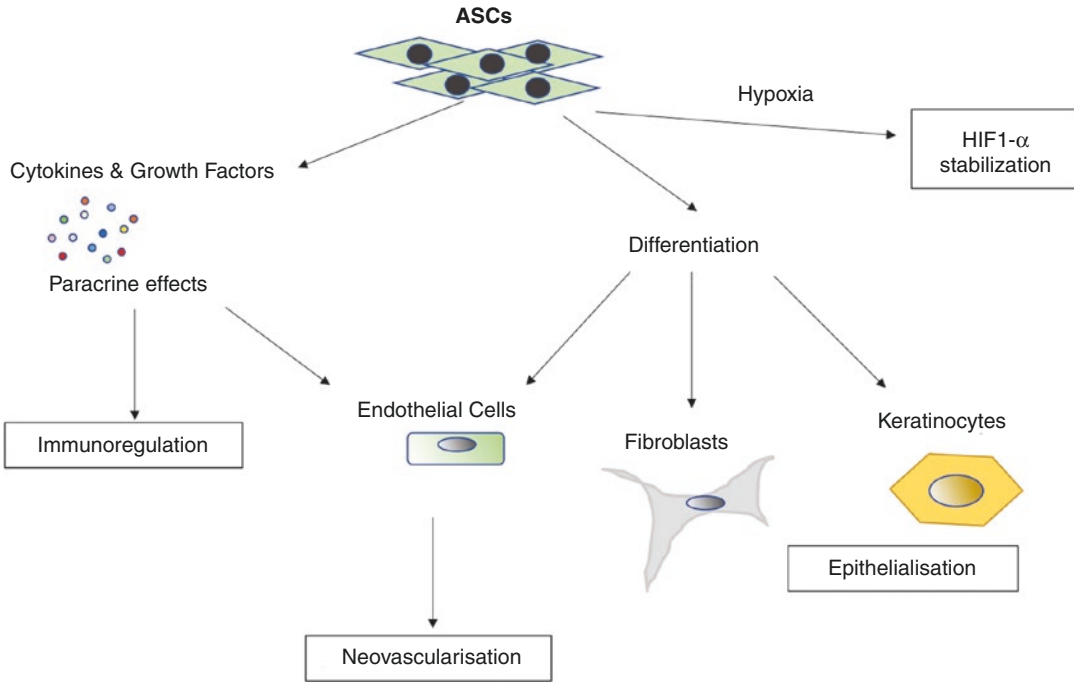 ASCs
Hypoxia
HIF1-α
stabilization
Cytokines & Growth Factors
Paracrine effects
Differentiation
Immunoregulation
Endothelial Cells
Fibroblasts
Keratinocytes
Epithelialisation
Neovascularisation